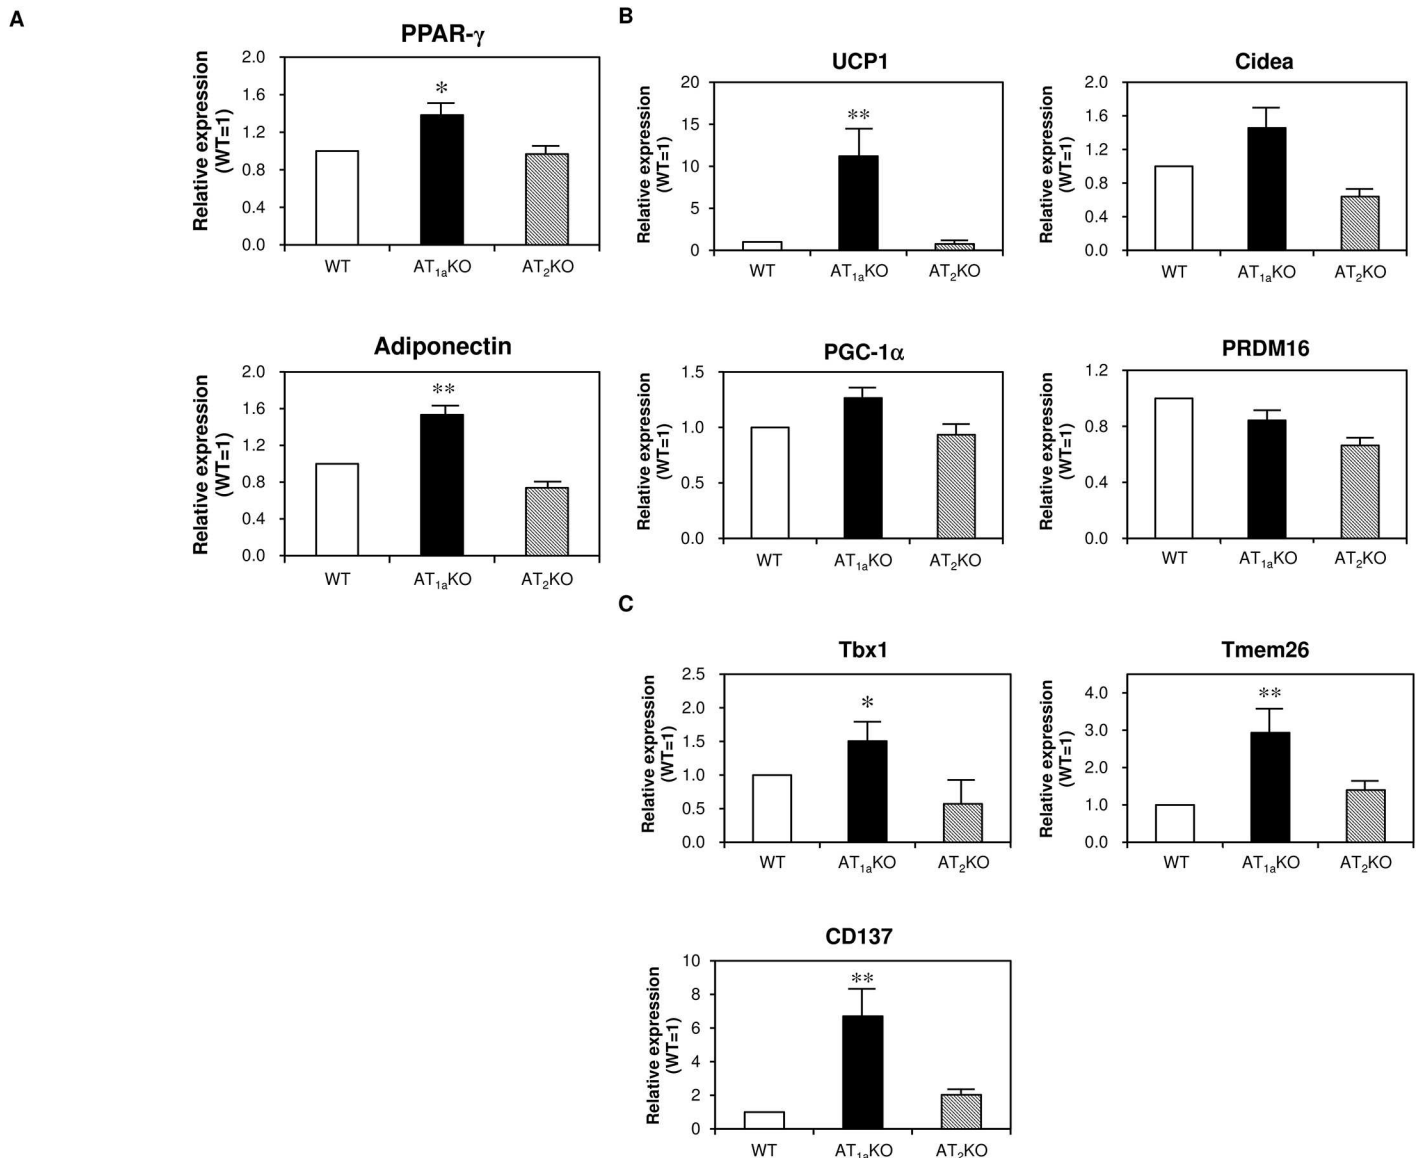 A
PPAR-γ
Relative expression
(WT=1)
2.0
1.6
1.2
0.8
0.4
0.0
*
WT
AT1aKO
AT2KO
Adiponectin
Relative expression
(WT=1)
2.0
1.6
1.2
0.8
0.4
0.0
**
WT
AT1aKO
AT2KO
B
UCP1
Relative expression
(WT=1)
20
15
10
5
0
**
WT
AT1aKO
AT2KO
Cidea
Relative expression
(WT=1)
2.0
1.6
1.2
0.8
0.4
0.0
WT
AT1aKO
AT2KO
PGC-1α
Relative expression
(WT=1)
1.5
1.0
0.5
0.0
WT
AT1aKO
AT2KO
PRDM16
Relative expression
(WT=1)
1.2
0.8
0.4
0.0
WT
AT1aKO
AT2KO
C
Tbx1
Relative expression
(WT=1)
2.5
2.0
1.5
1.0
0.5
0.0
*
WT
AT1aKO
AT2KO
Tmem26
Relative expression
(WT=1)
4.0
3.0
2.0
1.0
0.0
**
WT
AT1aKO
AT2KO
CD137
Relative expression
(WT=1)
10
8
6
4
2
0
**
WT
AT1aKO
AT2KO